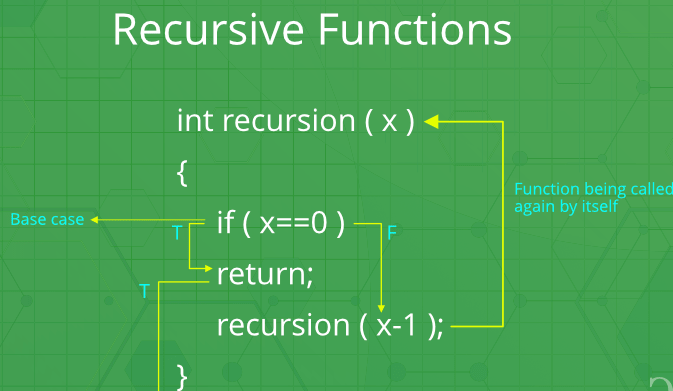 Recursive Functions
int recursion ( x )
{
Function being called
again by itself
Base case
if ( x==0 )
T
F
return;
T
recursion ( x-1 );
}